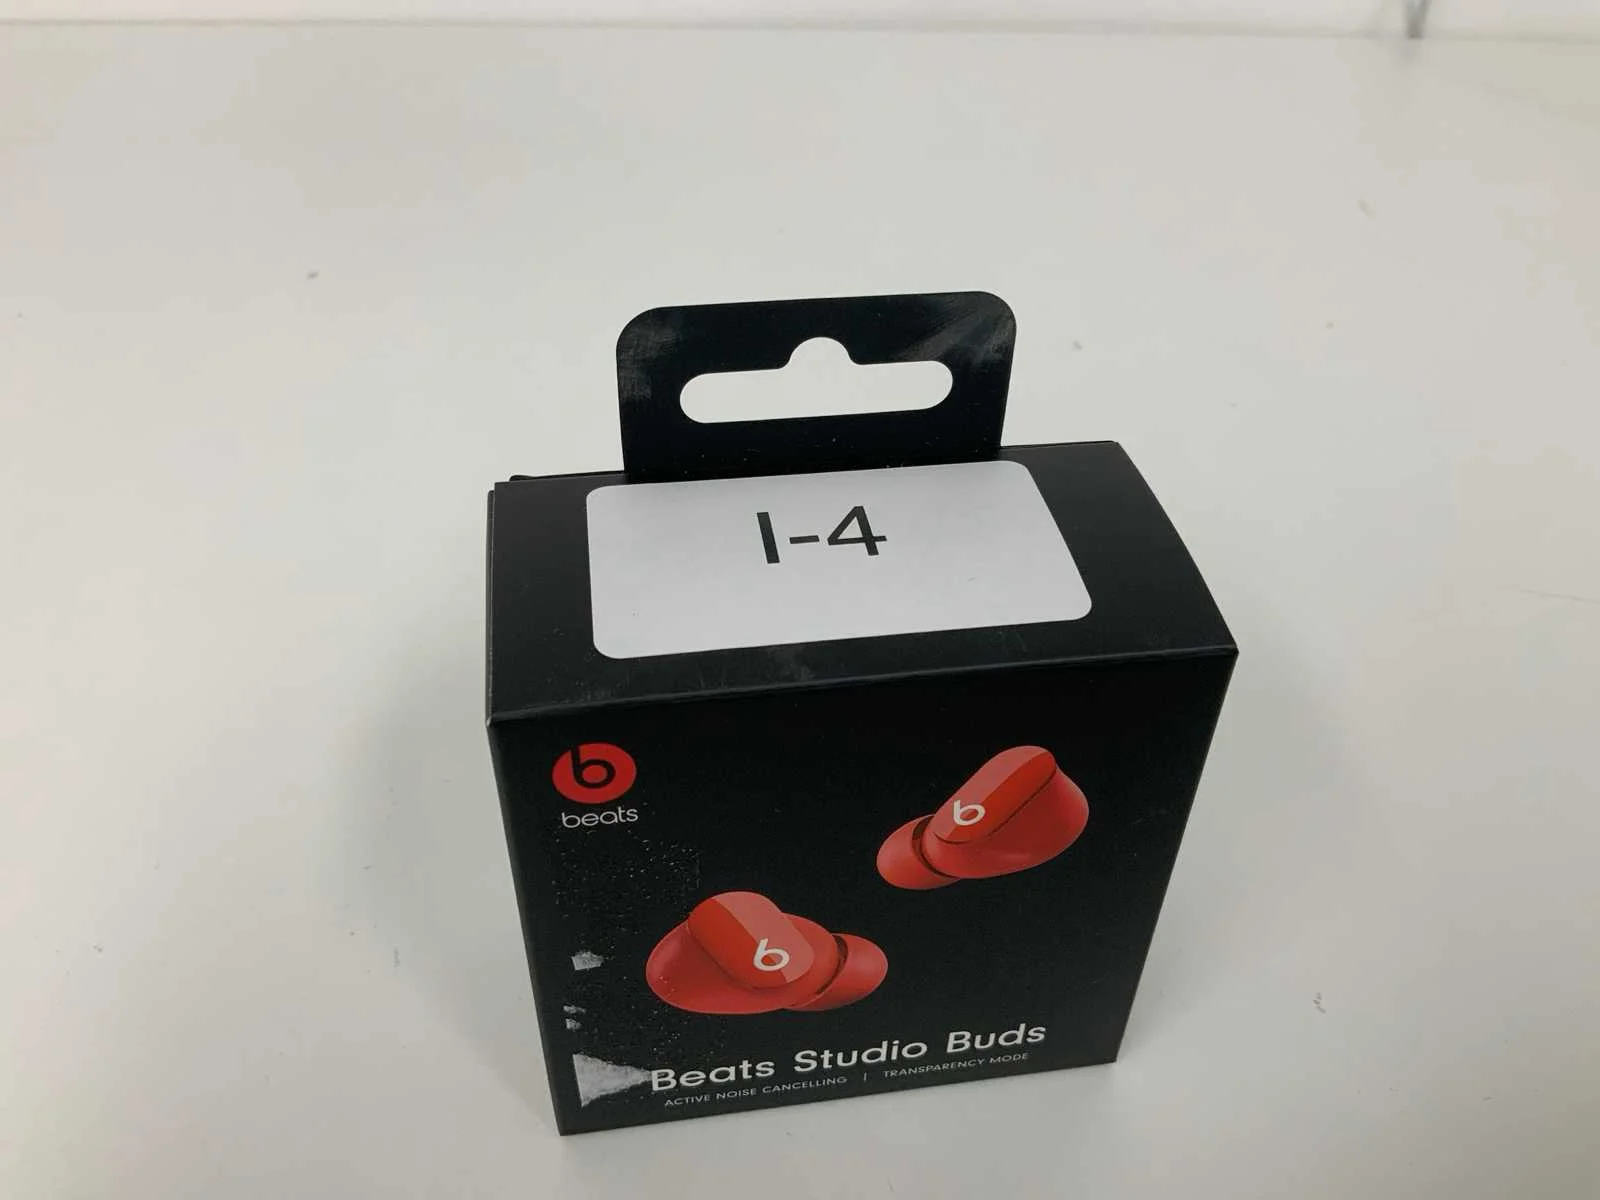 I-4
b
beats
b
b
Beats Studio Buds
ACTIVE NOISE CANCELLING | TRANSPARENCY MODE